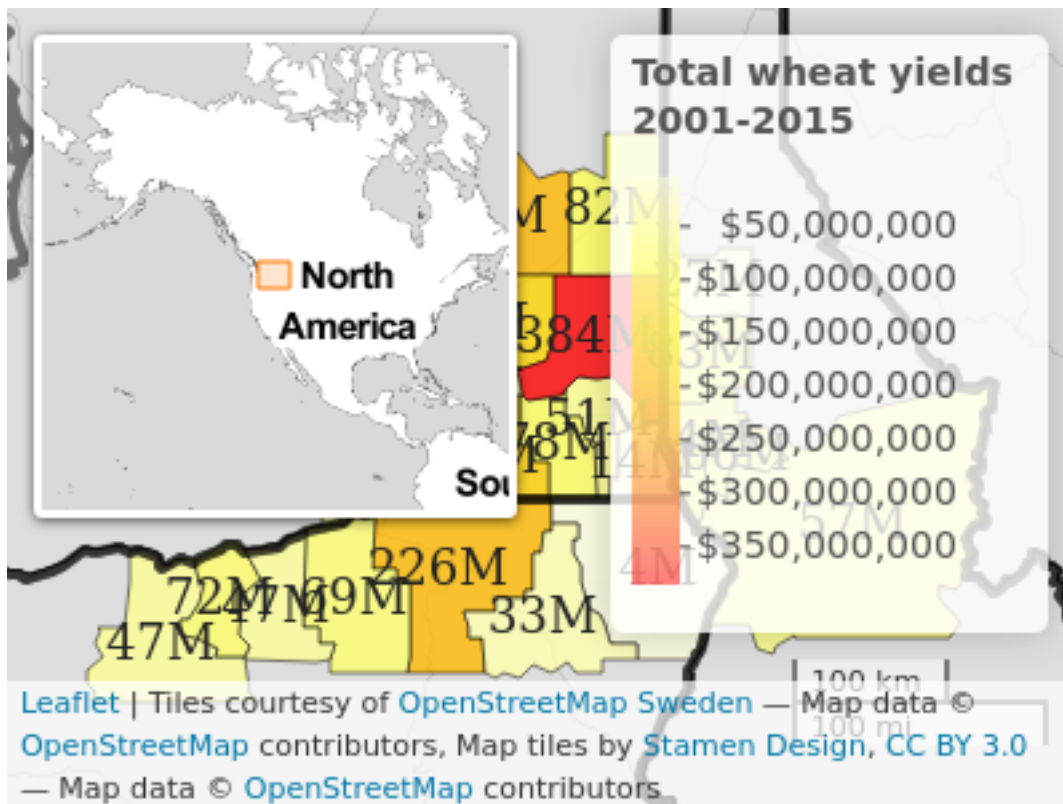 Total wheat yields
2001-2015
$50,000,000
$100,000,000
$150,000,000
$200,000,000
$250,000,000
$300,000,000
$350,000,000
North
America
82M
27M
384M
83M
51M
78M
57M
226M
4M
72M
47M
69M
33M
47M
100 km
100 mi
Leaflet | Tiles courtesy of OpenStreetMap Sweden — Map data ©
OpenStreetMap contributors, Map tiles by Stamen Design, CC BY 3.0
— Map data © OpenStreetMap contributors